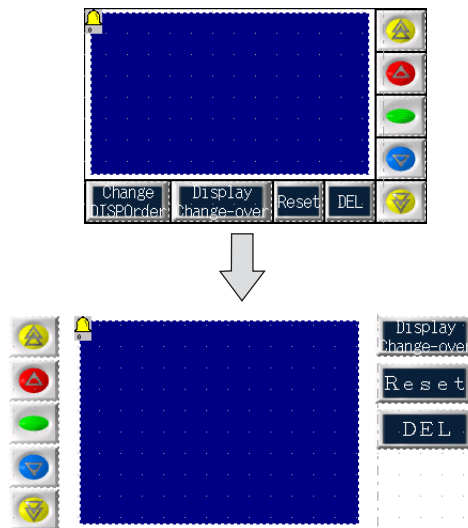 Change
DISPOrder
Display
Change-over
Reset
DEL
Display
Change-over
Reset
DEL